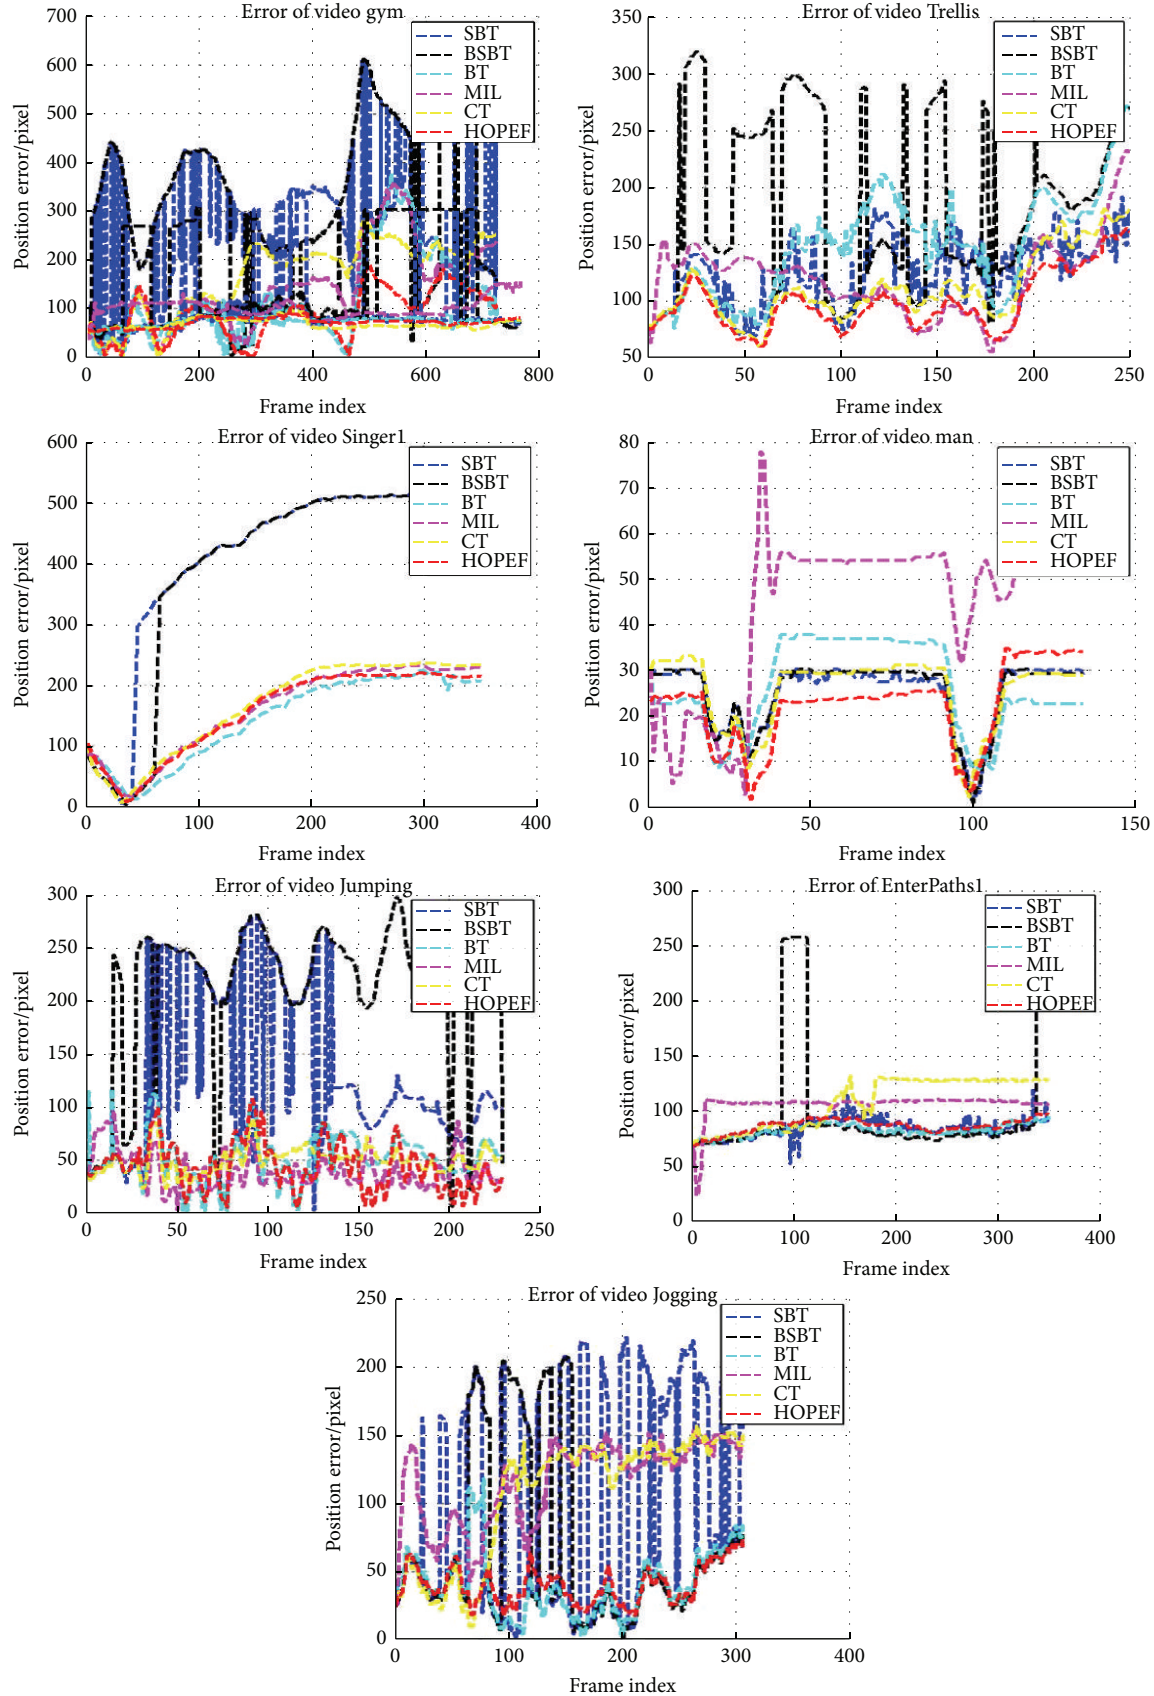 Error of video gym
700
600
500
400
300
200
100
0
Position error/pixel
SBT
BSBT
BT
MIL
CT
HOPEF
0 200 400 600 800
Frame index
Error of video Trellis
350
300
250
200
150
100
50
Position error/pixel
SBT
BSBT
BT
MIL
CT
HOPEF
0 50 100 150 200 250
Frame index
Error of video Singer1
600
500
400
300
200
100
0
Position error/pixel
SBT
BSBT
BT
MIL
CT
HOPEF
0 100 200 300 400
Frame index
Error of video man
80
70
60
50
40
30
20
10
0
Position error/pixel
SBT
BSBT
BT
MIL
CT
HOPEF
0 50 100 150
Frame index
Error of video Jumping
300
250
200
150
100
50
0
Position error/pixel
SBT
BSBT
BT
MIL
CT
HOPEF
0 50 100 150 200 250
Frame index
Error of EnterPaths1
300
250
200
150
100
50
0
Position error/pixel
SBT
BSBT
BT
MIL
CT
HOPEF
0 100 200 300 400
Frame index
Error of video Jogging
250
200
150
100
50
0
Position error/pixel
SBT
BSBT
BT
MIL
CT
HOPEF
0 100 200 300 400
Frame index